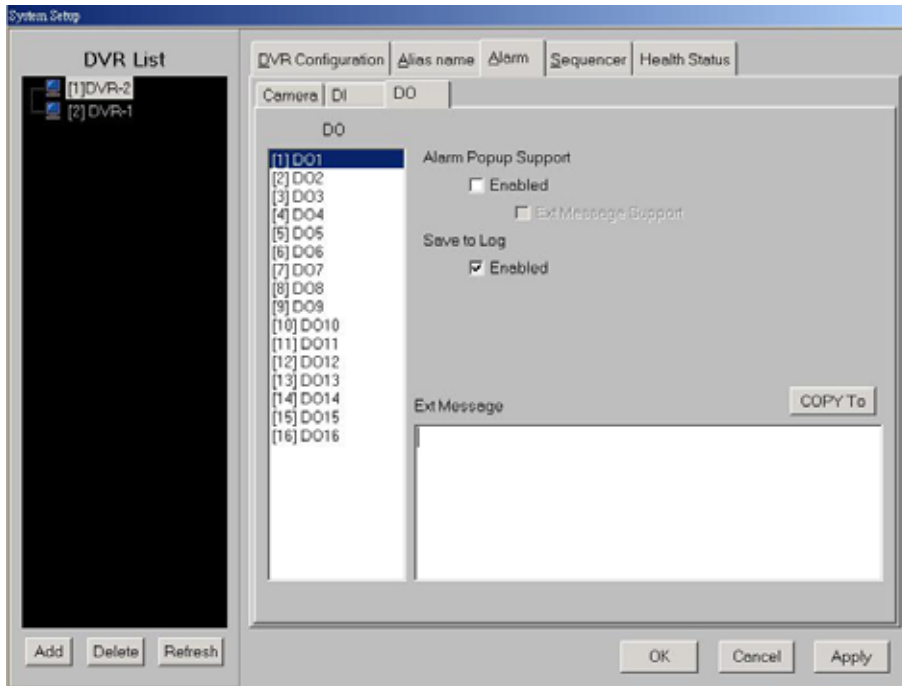 System Setup
DVR List
[1]DVR-2
[2] DVR-1
Add
Delete
Refresh
DVR Configuration
Alias name
Alarm
Sequencer
Health Status
Camera
DI
DO
DO
[1] DO1
[2] DO2
[3] DO3
[4] DO4
[5] DO5
[6] DO6
[7] DO7
[8] DO8
[9] DO9
[10] DO10
[11] DO11
[12] DO12
[13] DO13
[14] DO14
[15] DO15
[16] DO16
Alarm Popup Support
Enabled
Ext Message Support
Save to Log
Enabled
Ext Message
COPY To
OK
Cancel
Apply